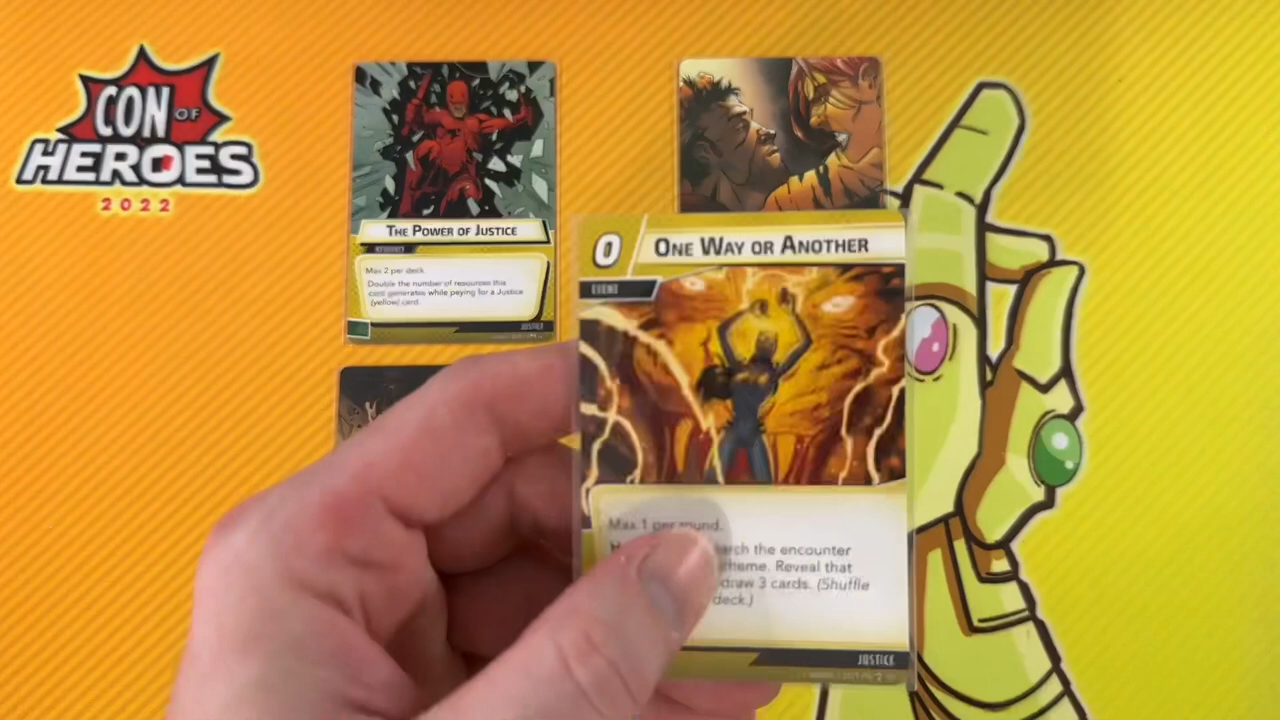 CON OF
HEROES
2022
THE POWER OF JUSTICE
RESOURCE
Max 2 per deck.
Double the number of resources this
card generates while paying for a Justice
(yellow) card.
JUSTICE
0 ONE WAY OR ANOTHER
EVENT
Max 1 per round.
the encounter
Reveal that
draw 3 cards. (Shuffle
deck.)
JUSTICE